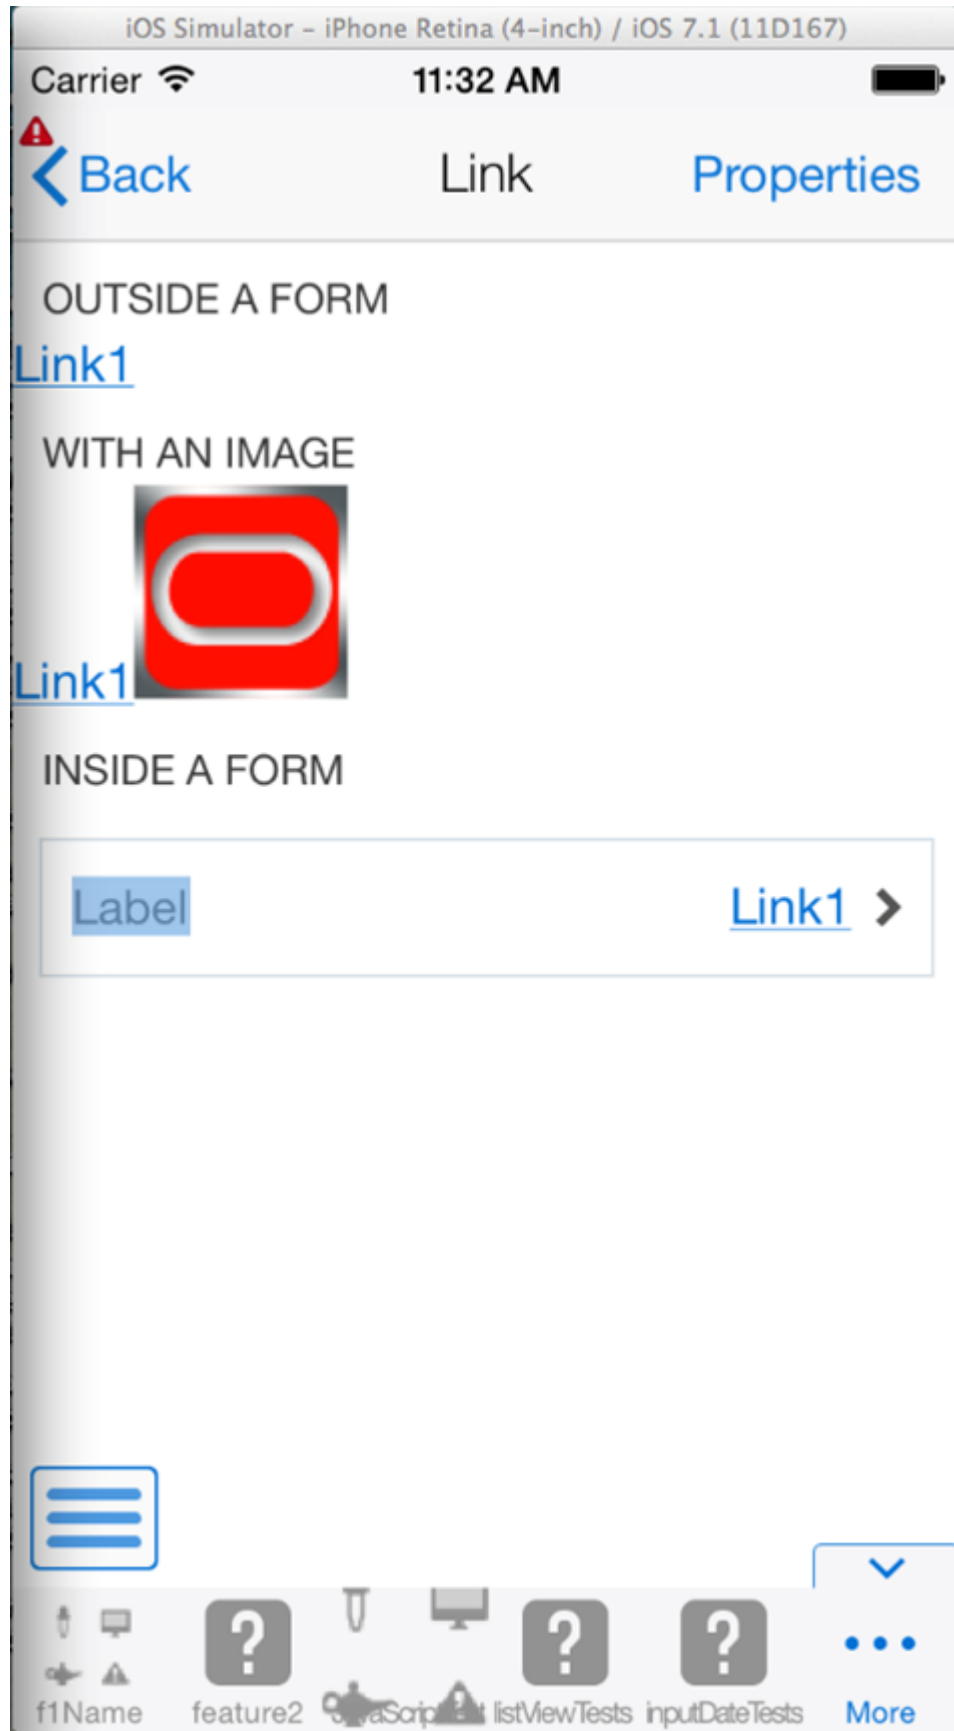 iOS Simulator - iPhone Retina (4-inch) / iOS 7.1 (11D167)
Carrier 11:32 AM
Back Link Properties
OUTSIDE A FORM
Link1
WITH AN IMAGE
Link1
INSIDE A FORM
Label Link1
f1Name feature2 listViewTests inputDateTests More